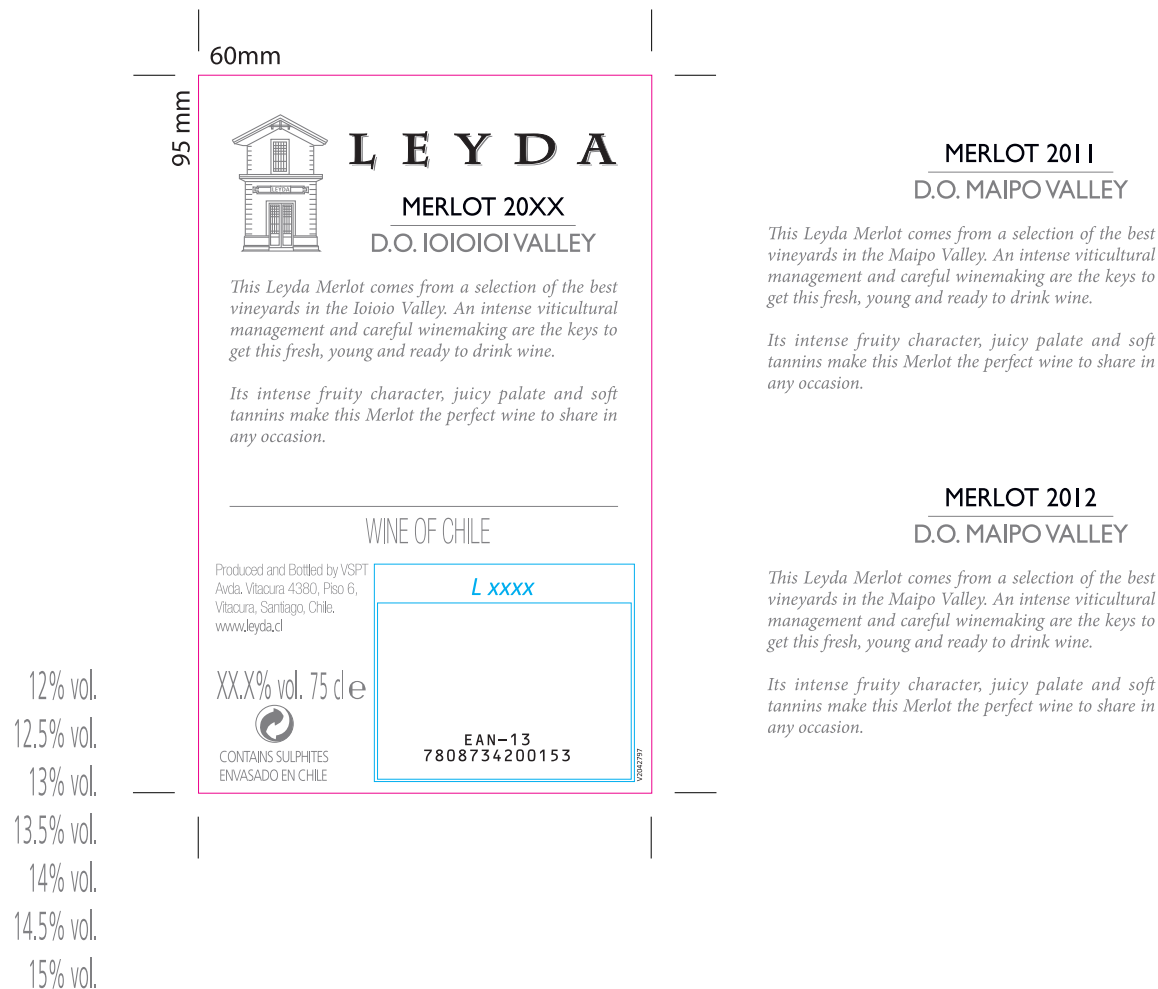 60mm
95 mm
LEYDA
LEYDA
MERLOT 20XX
D.O. IOIOIOI VALLEY
This Leyda Merlot comes from a selection of the best
vineyards in the Ioioio Valley. An intense viticultural
management and careful winemaking are the keys to
get this fresh, young and ready to drink wine.
Its intense fruity character, juicy palate and soft
tannins make this Merlot the perfect wine to share in
any occasion.
WINE OF CHILE
Produced and Bottled by VSPT
Avda. Vitacura 4380, Piso 6,
Vitacura, Santiago, Chile.
www.leyda.cl
L xxxx
XX.X% vol. 75 cl e
CONTAINS SULPHITES
ENVASADO EN CHILE
EAN-13
7808734200153
V2042797
12% vol.
12.5% vol.
13% vol.
13.5% vol.
14% vol.
14.5% vol.
15% vol.
MERLOT 2011
D.O. MAIPO VALLEY
This Leyda Merlot comes from a selection of the best
vineyards in the Maipo Valley. An intense viticultural
management and careful winemaking are the keys to
get this fresh, young and ready to drink wine.
Its intense fruity character, juicy palate and soft
tannins make this Merlot the perfect wine to share in
any occasion.
MERLOT 2012
D.O. MAIPO VALLEY
This Leyda Merlot comes from a selection of the best
vineyards in the Maipo Valley. An intense viticultural
management and careful winemaking are the keys to
get this fresh, young and ready to drink wine.
Its intense fruity character, juicy palate and soft
tannins make this Merlot the perfect wine to share in
any occasion.